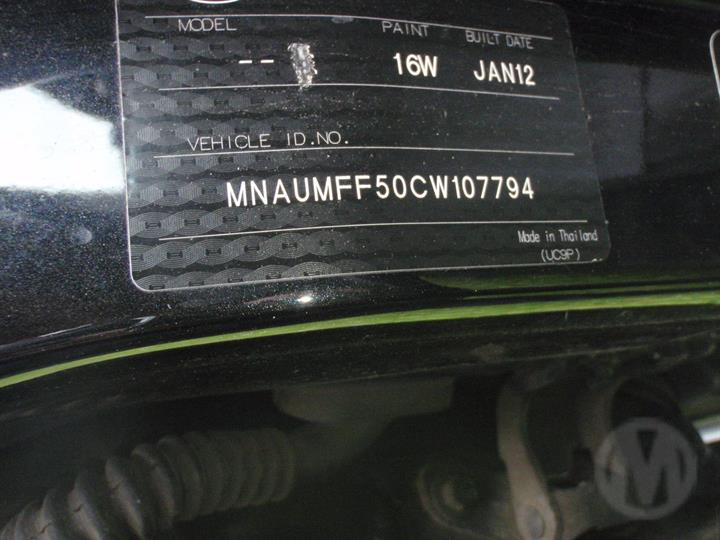 MODEL PAINT BUILT DATE
-- 16W JAN12
VEHICLE ID.NO.
MNAUMFF50CW107794
Made in Thailand
(UC9P)
M